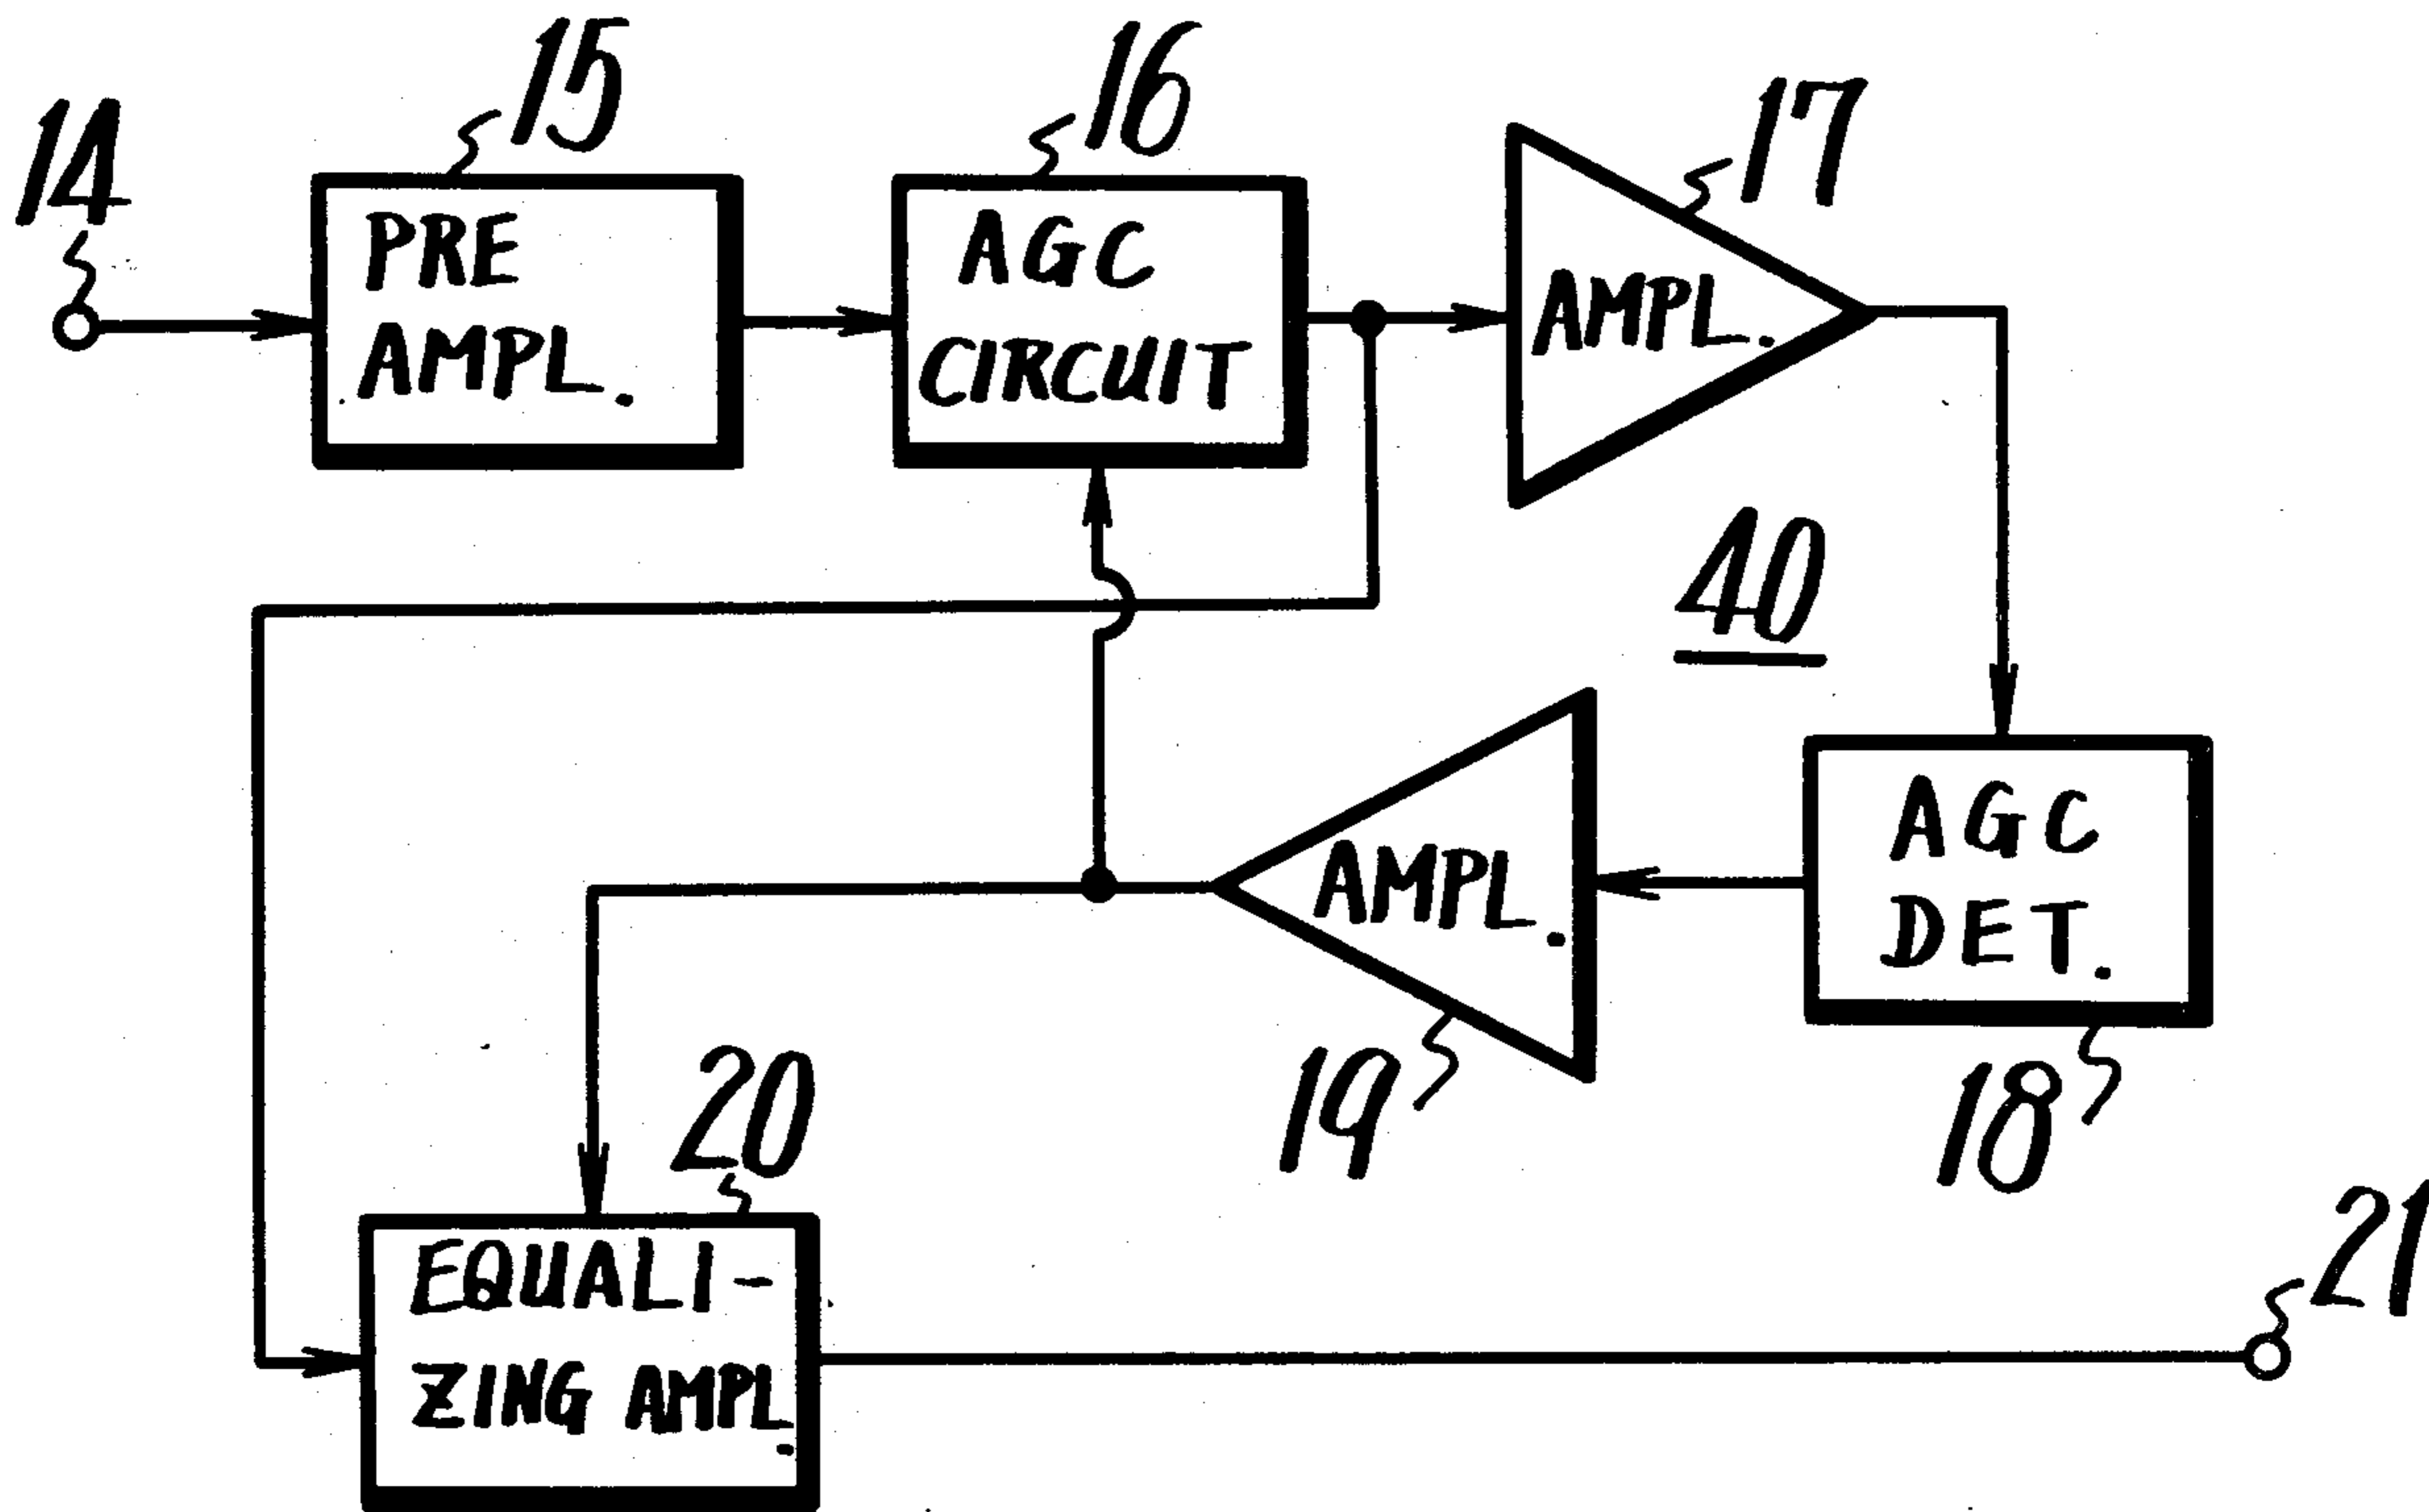 14
15
16
17
PRE
AMPL.
AGC
CIRCUIT
AMPL.
40
AMPL.
AGC
DET.
19
18
20
21
EQUALI-
ZING AMPL.